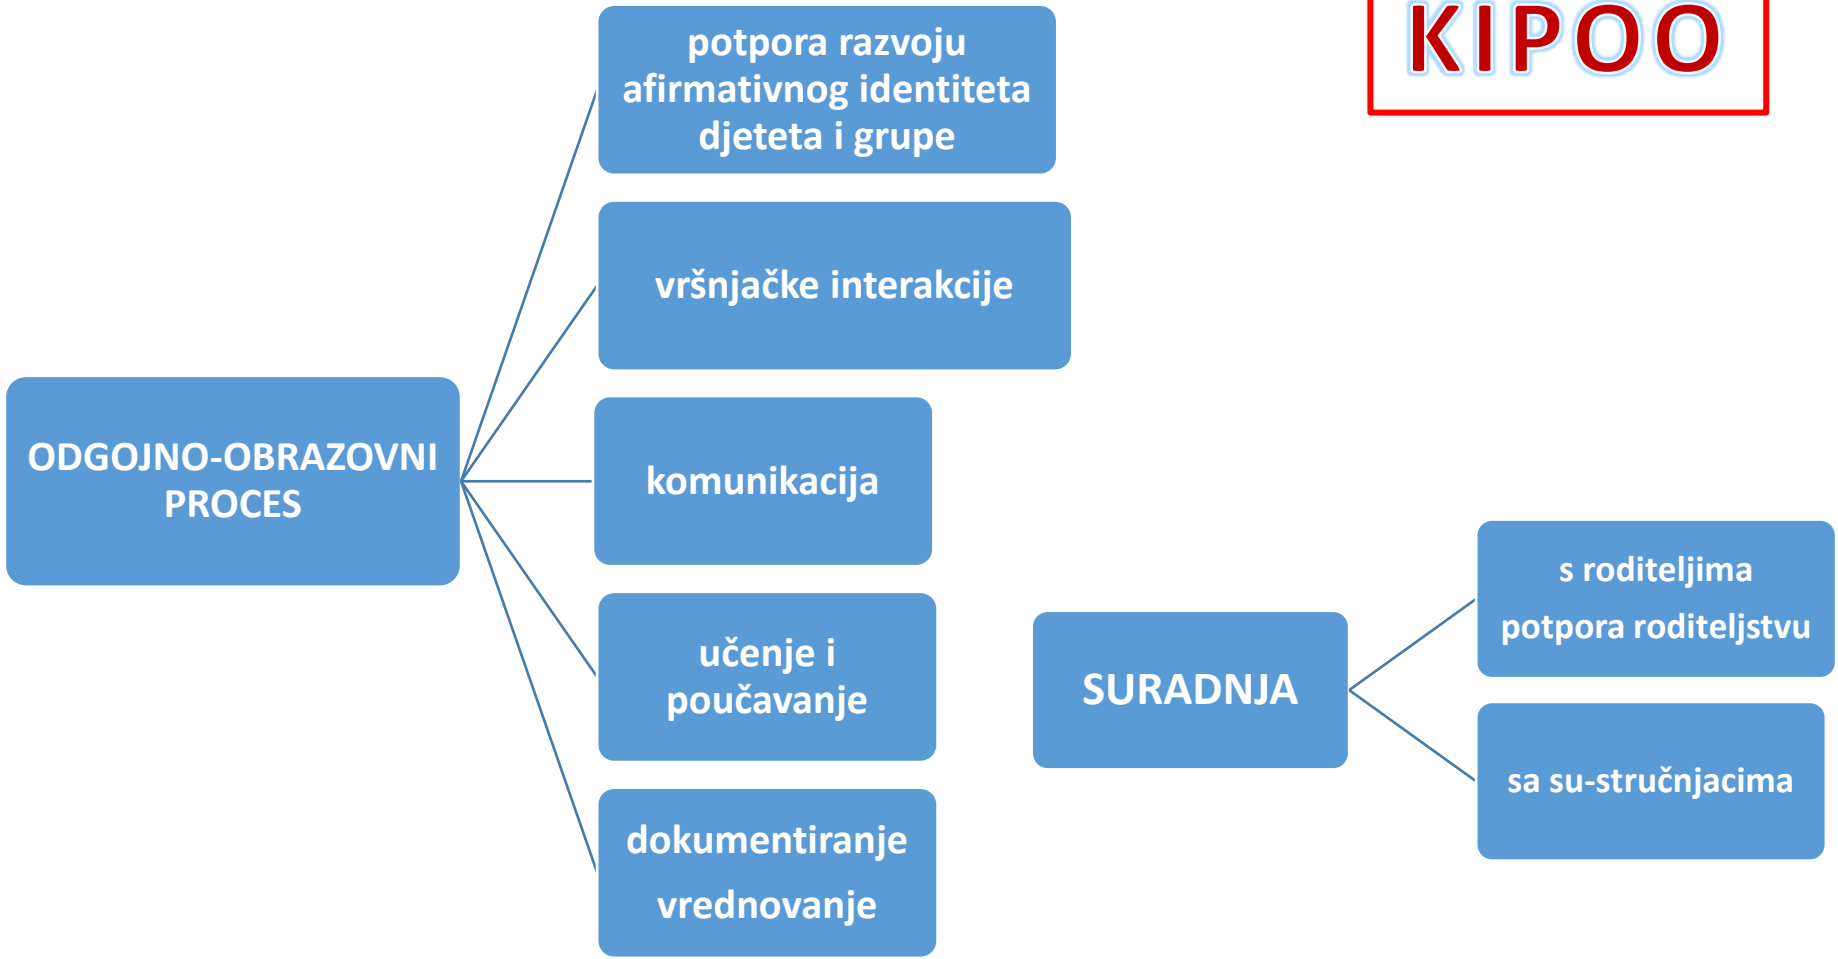 KIPOO
ODGOJNO-OBRAZOVNI
PROCES
potpora razvoju
afirmativnog identiteta
djeteta i grupe
vršnjačke interakcije
komunikacija
učenje i
poučavanje
dokumentiranje
vrednovanje
SURADNJA
s roditeljima
potpora roditeljstvu
sa su-stručnjacima